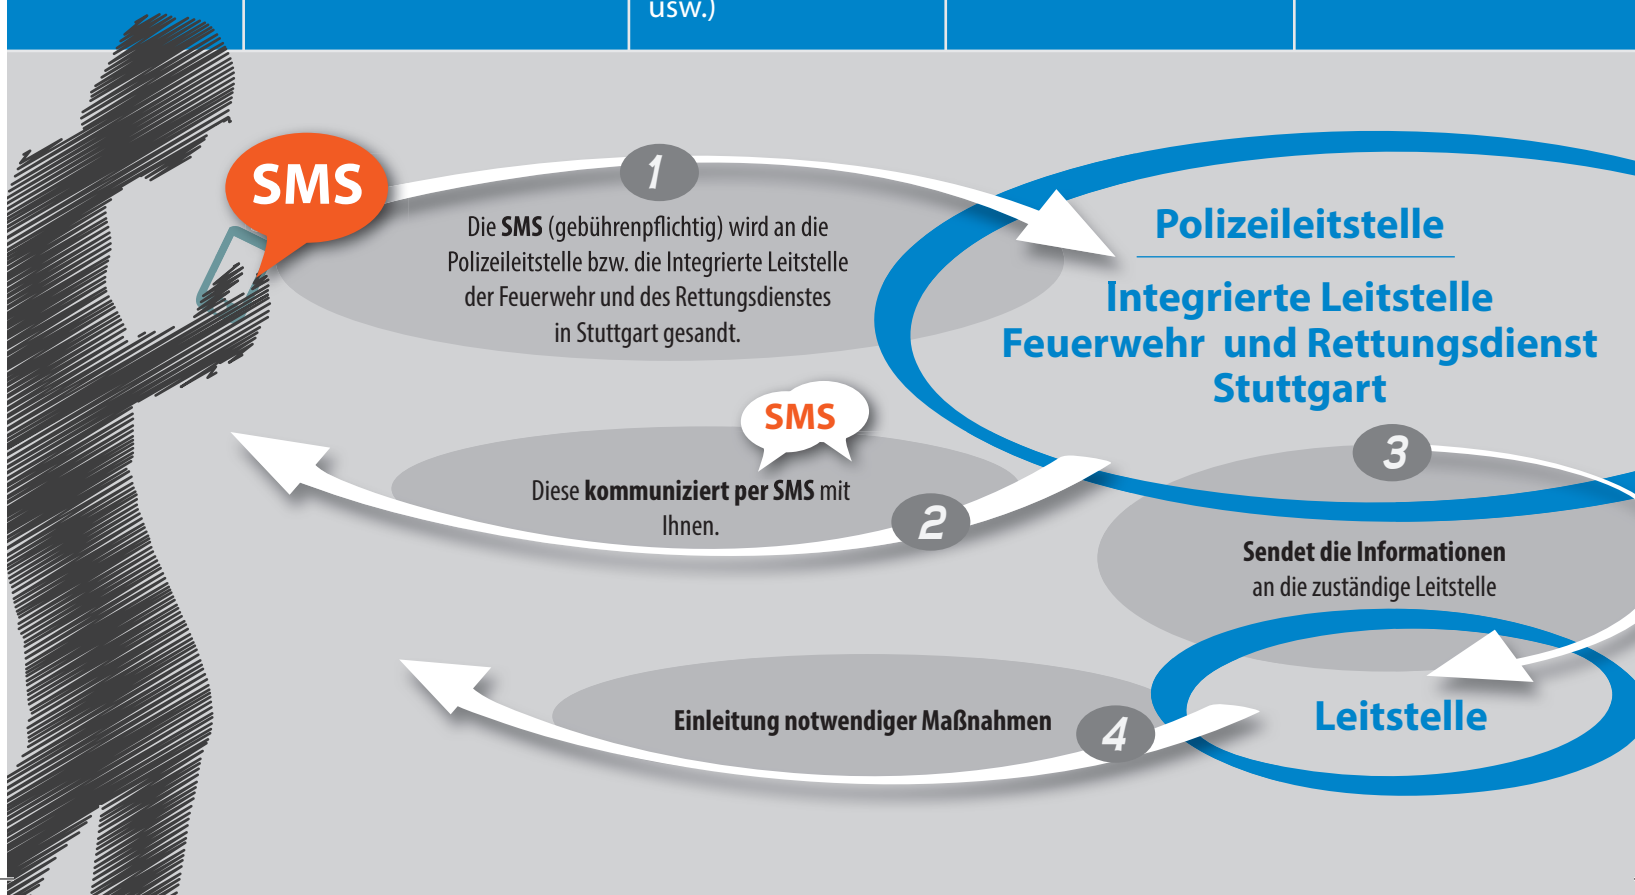 usw.)
SMS
1
Die SMS (gebührenpflichtig) wird an die
Polizeileitstelle bzw. die Integrierte Leitstelle
der Feuerwehr und des Rettungsdienstes
in Stuttgart gesandt.
Polizeileitstelle
Integrierte Leitstelle
Feuerwehr und Rettungsdienst
Stuttgart
SMS
Diese kommuniziert per SMS mit
Ihnen.
2
3
Sendet die Informationen
an die zuständige Leitstelle
Leitstelle
Einleitung notwendiger Maßnahmen
4